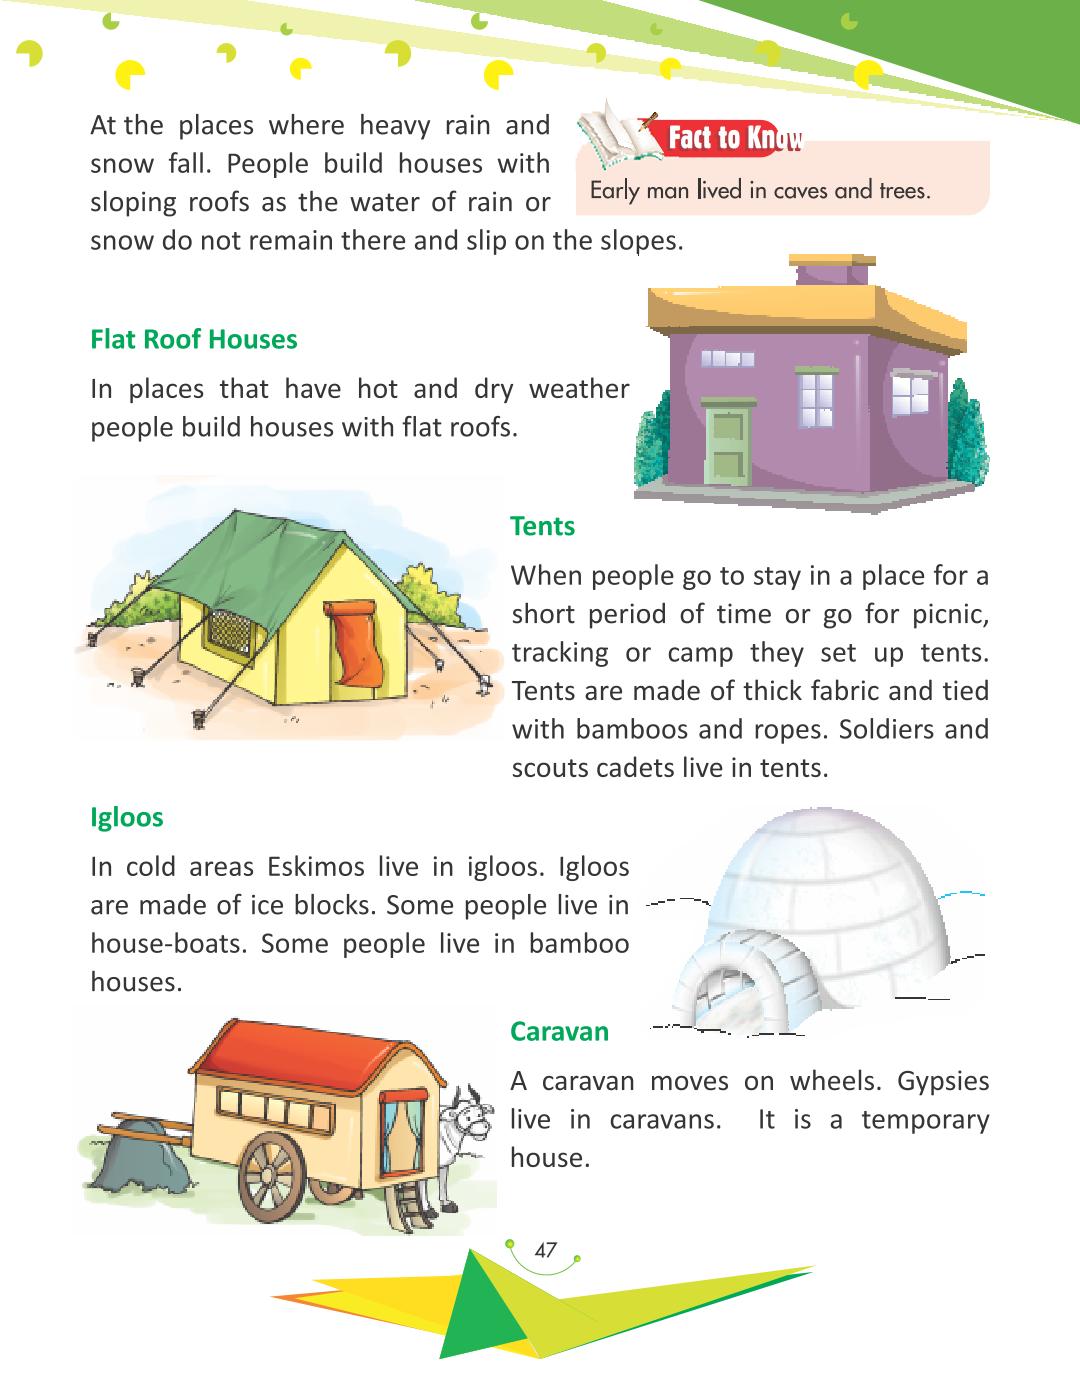 At the places where heavy rain and
snow fall. People build houses with
sloping roofs as the water of rain or
snow do not remain there and slip on the slopes.
Fact to Know
Early man lived in caves and trees.
Flat Roof Houses
In places that have hot and dry weather
people build houses with flat roofs.
Tents
When people go to stay in a place for a
short period of time or go for picnic,
tracking or camp they set up tents.
Tents are made of thick fabric and tied
with bamboos and ropes. Soldiers and
scouts cadets live in tents.
Igloos
In cold areas Eskimos live in igloos. Igloos
are made of ice blocks. Some people live in
house-boats. Some people live in bamboo
houses.
Caravan
A caravan moves on wheels. Gypsies
live in caravans. It is a temporary
house.
47